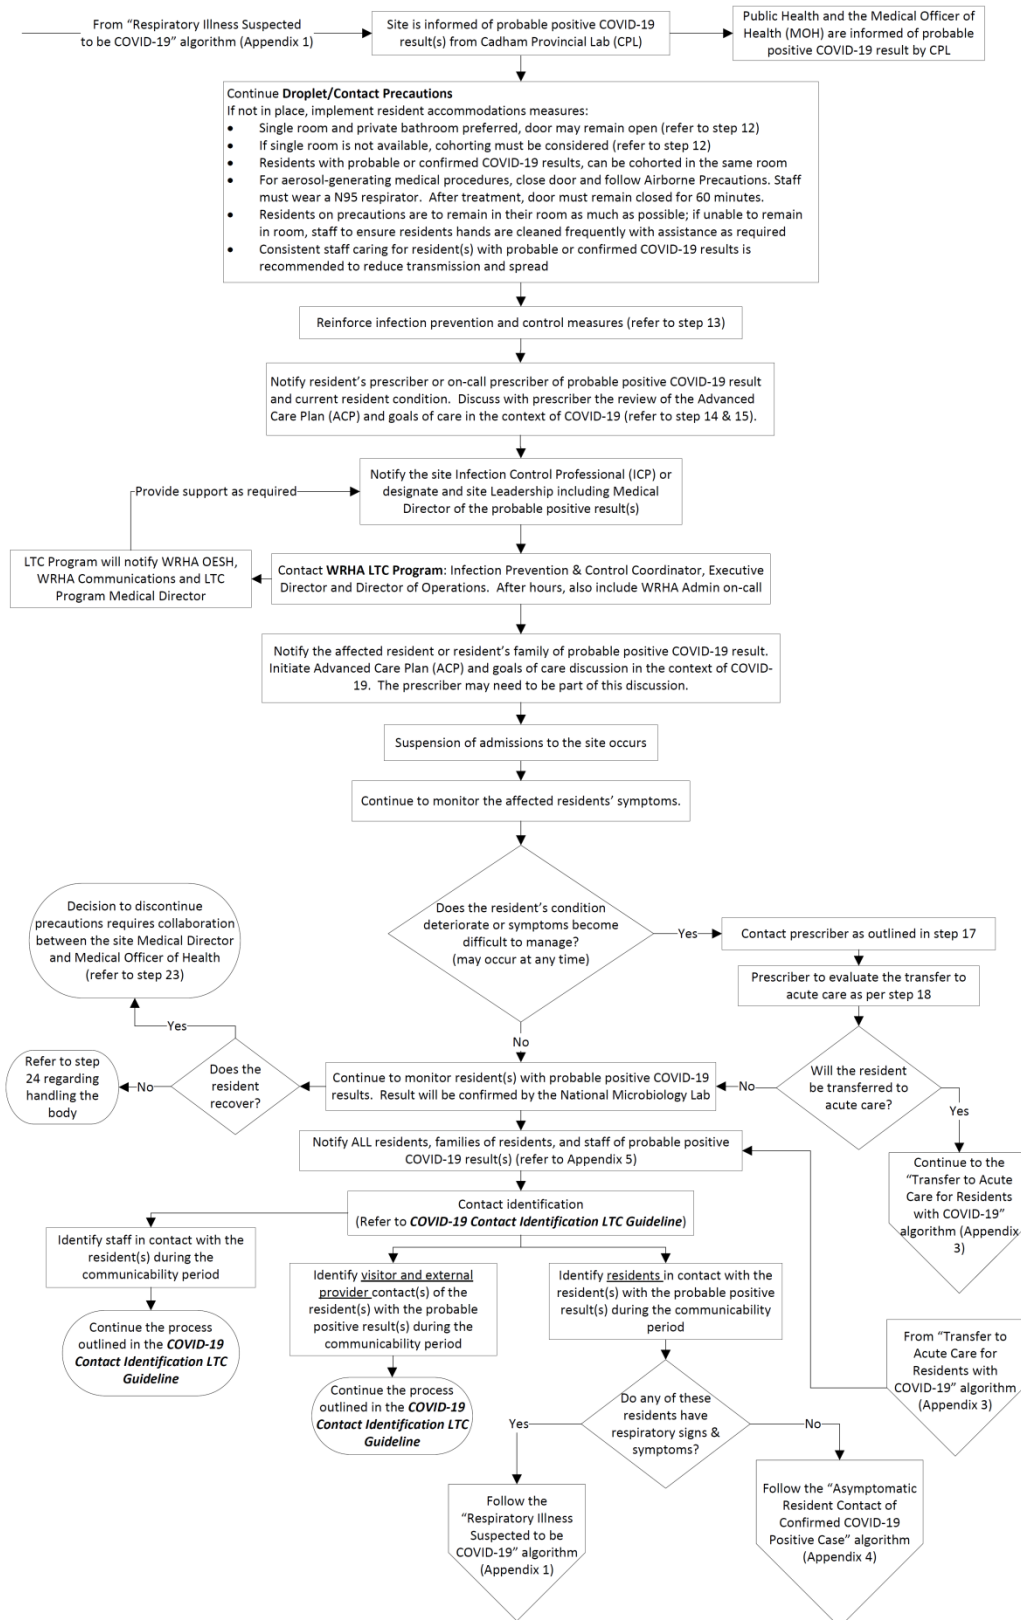 From “Respiratory Illness Suspected
to be COVID-19” algorithm (Appendix 1)
Site is informed of probable positive COVID-19
result(s) from Cadham Provincial Lab (CPL)
Public Health and the Medical Officer of
Health (MOH) are informed of probable
positive COVID-19 result by CPL
Continue Droplet/Contact Precautions
If not in place, implement resident accommodations measures:
• Single room and private bathroom preferred, door may remain open (refer to step 12)
• If single room is not available, cohorting must be considered (refer to step 12)
• Residents with probable or confirmed COVID-19 results, can be cohorted in the same room
• For aerosol-generating medical procedures, close door and follow Airborne Precautions. Staff
must wear a N95 respirator. After treatment, door must remain closed for 60 minutes.
• Residents on precautions are to remain in their room as much as possible; if unable to remain
in room, staff to ensure residents hands are cleaned frequently with assistance as required
• Consistent staff caring for resident(s) with probable or confirmed COVID-19 results is
recommended to reduce transmission and spread
Reinforce infection prevention and control measures (refer to step 13)
Notify resident’s prescriber or on-call prescriber of probable positive COVID-19 result
and current resident condition. Discuss with prescriber the review of the Advanced
Care Plan (ACP) and goals of care in the context of COVID-19 (refer to step 14 & 15).
Provide support as required
Notify the site Infection Control Professional (ICP) or
designate and site Leadership including Medical
Director of the probable positive result(s)
LTC Program will notify WRHA OESH,
WRHA Communications and LTC
Program Medical Director
Contact WRHA LTC Program: Infection Prevention & Control Coordinator, Executive
Director and Director of Operations. After hours, also include WRHA Admin on-call
Notify the affected resident or resident’s family of probable positive COVID-19 result.
Initiate Advanced Care Plan (ACP) and goals of care discussion in the context of COVID-
19. The prescriber may need to be part of this discussion.
Suspension of admissions to the site occurs
Continue to monitor the affected residents’ symptoms.
Does the resident’s condition
deteriorate or symptoms become
difficult to manage?
(may occur at any time)
Yes
Contact prescriber as outlined in step 17
Prescriber to evaluate the transfer to
acute care as per step 18
Decision to discontinue
precautions requires collaboration
between the site Medical Director
and Medical Officer of Health
(refer to step 23)
Yes
No
Refer to step
24 regarding
handling the
body
No
Does the
resident
recover?
Continue to monitor resident(s) with probable positive COVID-19
results. Result will be confirmed by the National Microbiology Lab
No
Will the resident
be transferred to
acute care?
Yes
Notify ALL residents, families of residents, and staff of probable positive
COVID-19 result(s) (refer to Appendix 5)
Continue to the
“Transfer to Acute
Care for Residents
with COVID-19”
algorithm (Appendix
3)
Contact identification
(Refer to COVID-19 Contact Identification LTC Guideline)
Identify staff in contact with the
resident(s) during the
communicability period
Identify visitor and external
provider contact(s) of
the resident(s) with the
probable positive
result(s) during the
communicability period
Identify residents in contact with the
resident(s) with the probable positive
result(s) during the communicability
period
Continue the process
outlined in the COVID-19
Contact Identification LTC
Guideline
Continue the process
outlined in the COVID-19
Contact Identification LTC
Guideline
From “Transfer to
Acute Care for
Residents with
COVID-19” algorithm
(Appendix 3)
Do any of these
residents have
respiratory signs &
symptoms?
Yes
No
Follow the
“Respiratory Illness
Suspected to be
COVID-19” algorithm
(Appendix 1)
Follow the “Asymptomatic
Resident Contact of
Confirmed COVID-19
Positive Case” algorithm
(Appendix 4)